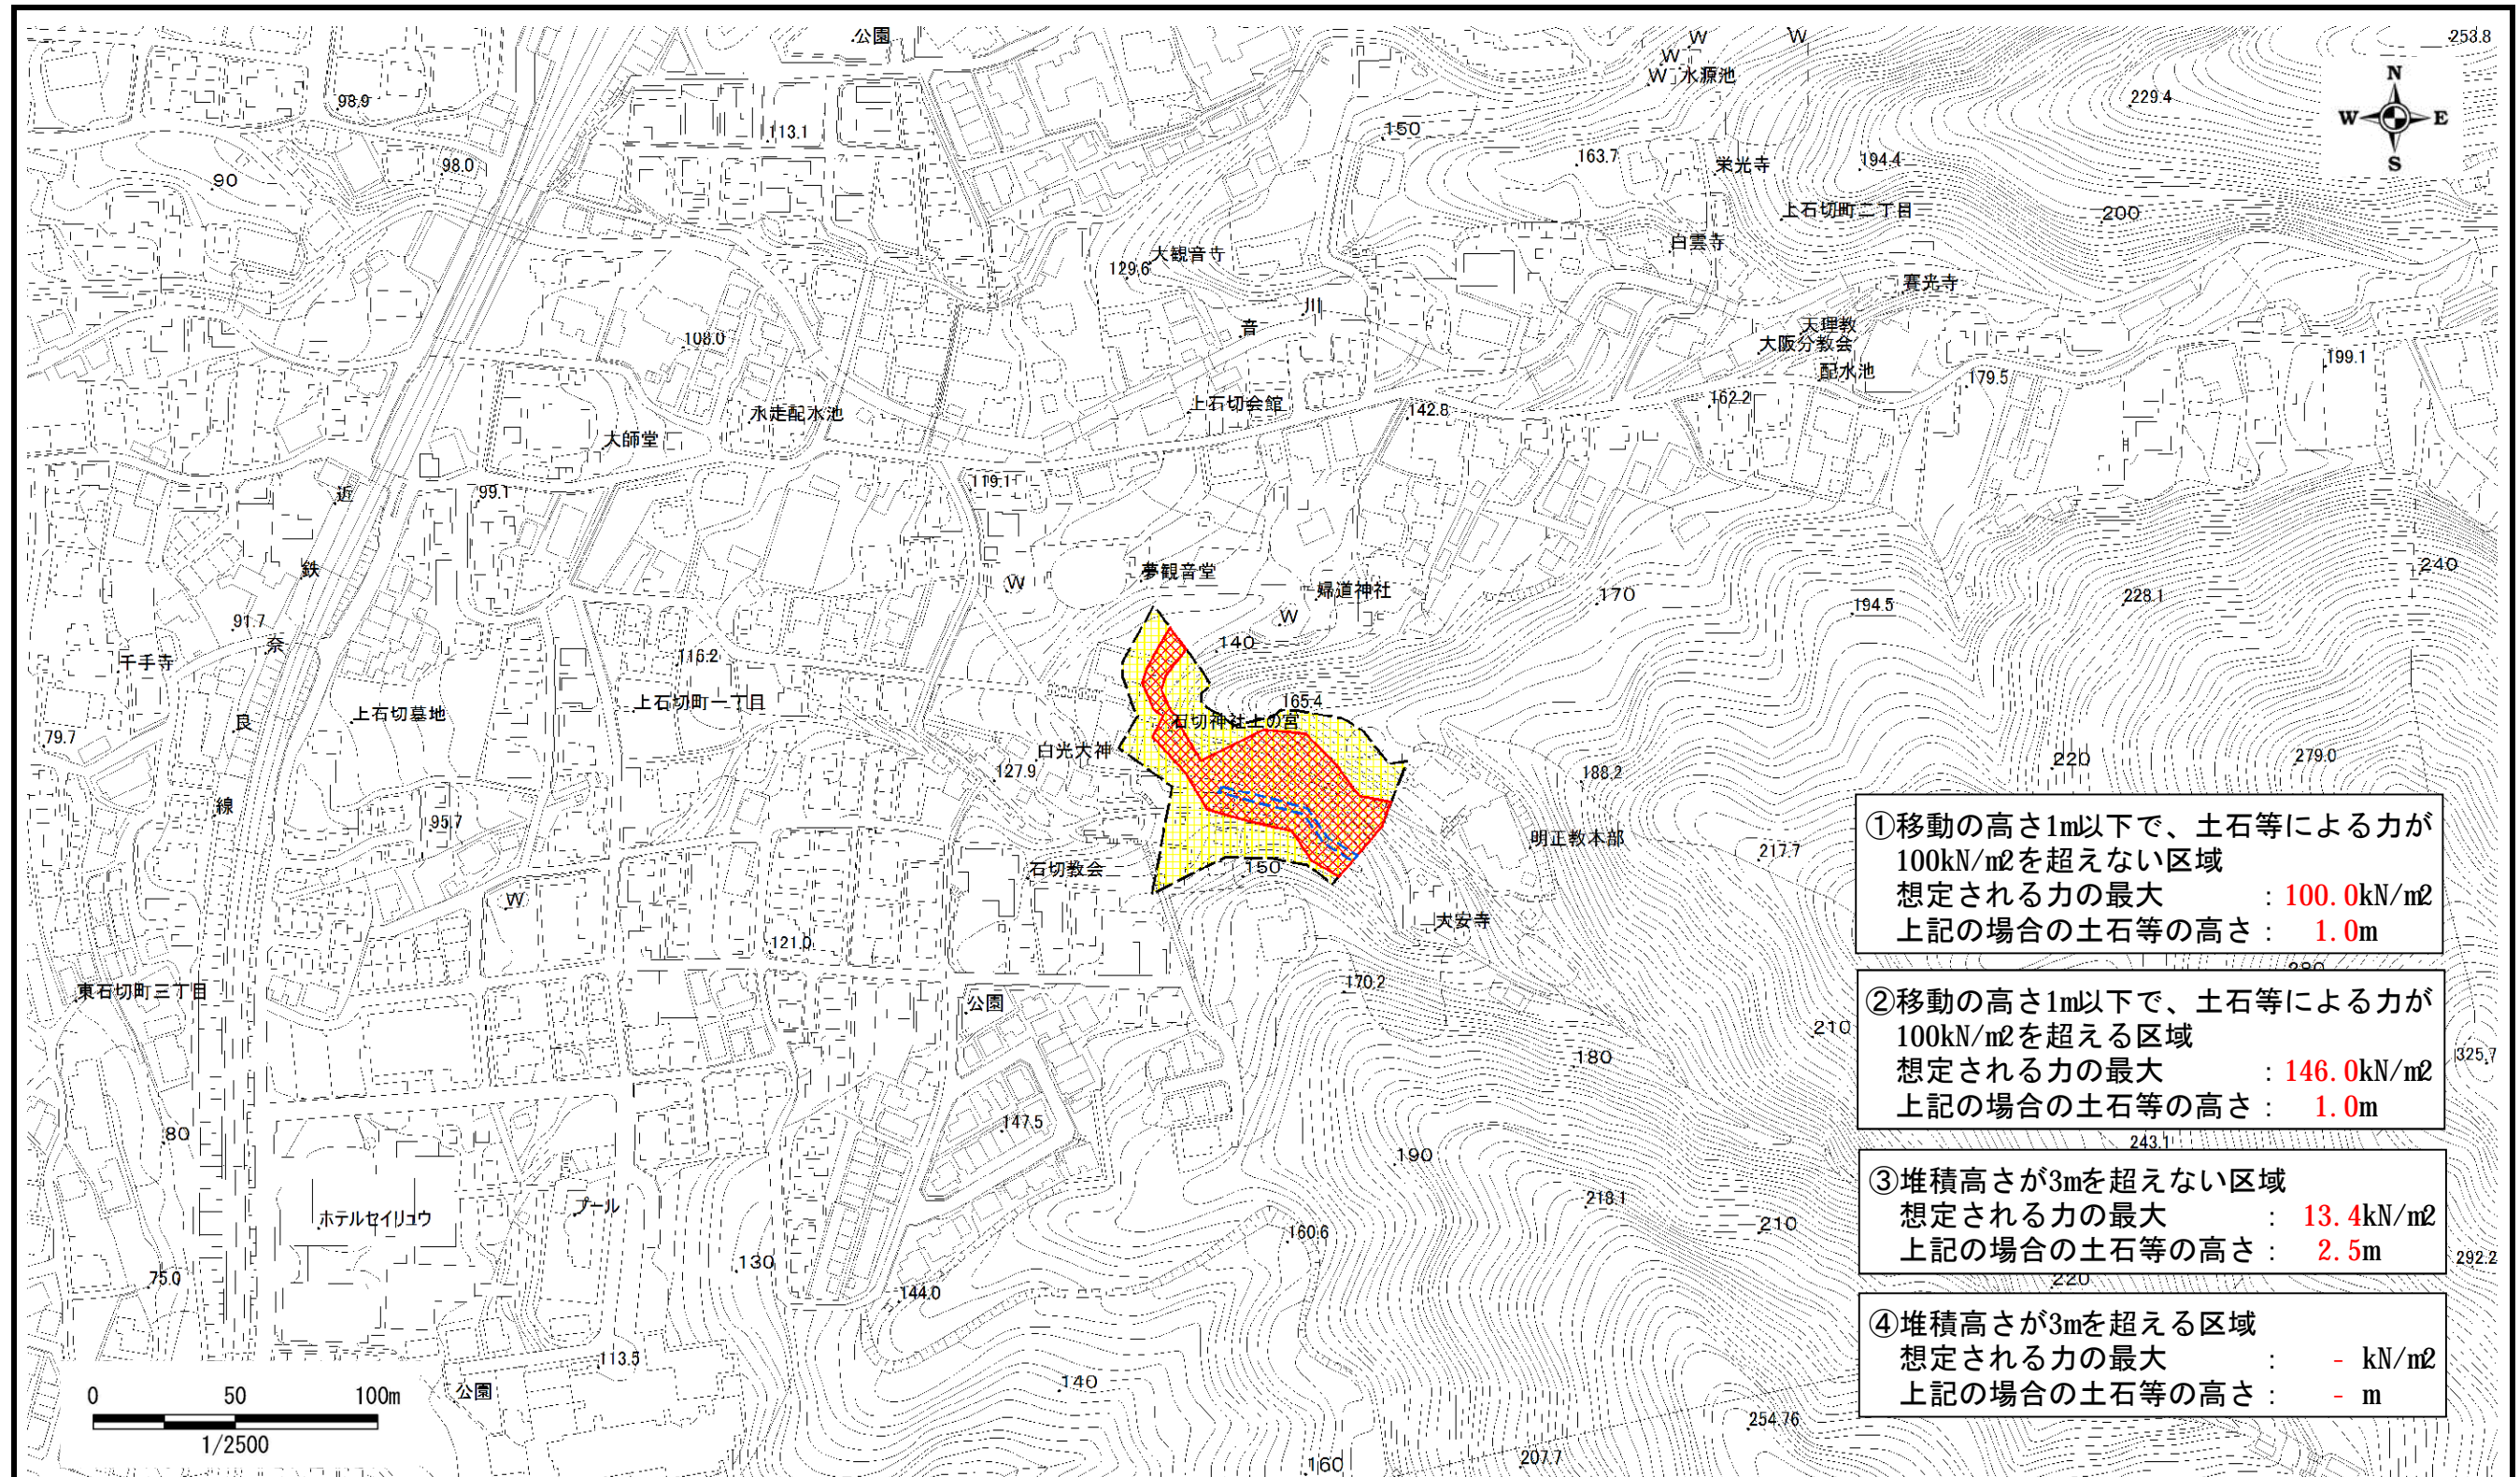 公園
W
W
W
W
水源池
253.8
N
W
E
S
98.9
113.1
150
229.4
98.0
163.7
栄光寺
194.4
90
上石切町二丁目
200
白雲寺
大観音寺
129.6
川
音
108.0
天理教
大阪分教会
配水池
179.5
199.1
162.2
上石切会館
142.8
水走配水池
大師堂
119.1
99.1
近
鉄
奈
良
線
W
夢観音堂
婦道神社
W
170
194.5
228.1
240
91.7
千手寺
116.2
140
上石切町一丁目
165.4
石切神社上の宮
上石切墓地
79.7
白光大神
127.9
188.2
220
279.0
95.7
明正教本部
217.7
石切教会
150
W
大安寺
121.0
東石切町三丁目
公園
170.2
210
180
325.7
147.5
80
190
243.1
218.1
ホテルセイリュウ
プール
160.6
210
75.0
130
144.0
292.2
220
113.5
140
公園
254.76
160
207.7
①移動の高さ1m以下で、土石等による力が
100kN/m2を超えない区域
想定される力の最大 : 100.0kN/m2
上記の場合の土石等の高さ : 1.0m
②移動の高さ1m以下で、土石等による力が
100kN/m2を超える区域
想定される力の最大 : 146.0kN/m2
上記の場合の土石等の高さ : 1.0m
③堆積高さが3mを超えない区域
想定される力の最大 : 13.4kN/m2
上記の場合の土石等の高さ : 2.5m
④堆積高さが3mを超える区域
想定される力の最大 : - kN/m2
上記の場合の土石等の高さ : - m
0 50 100m
1/2500